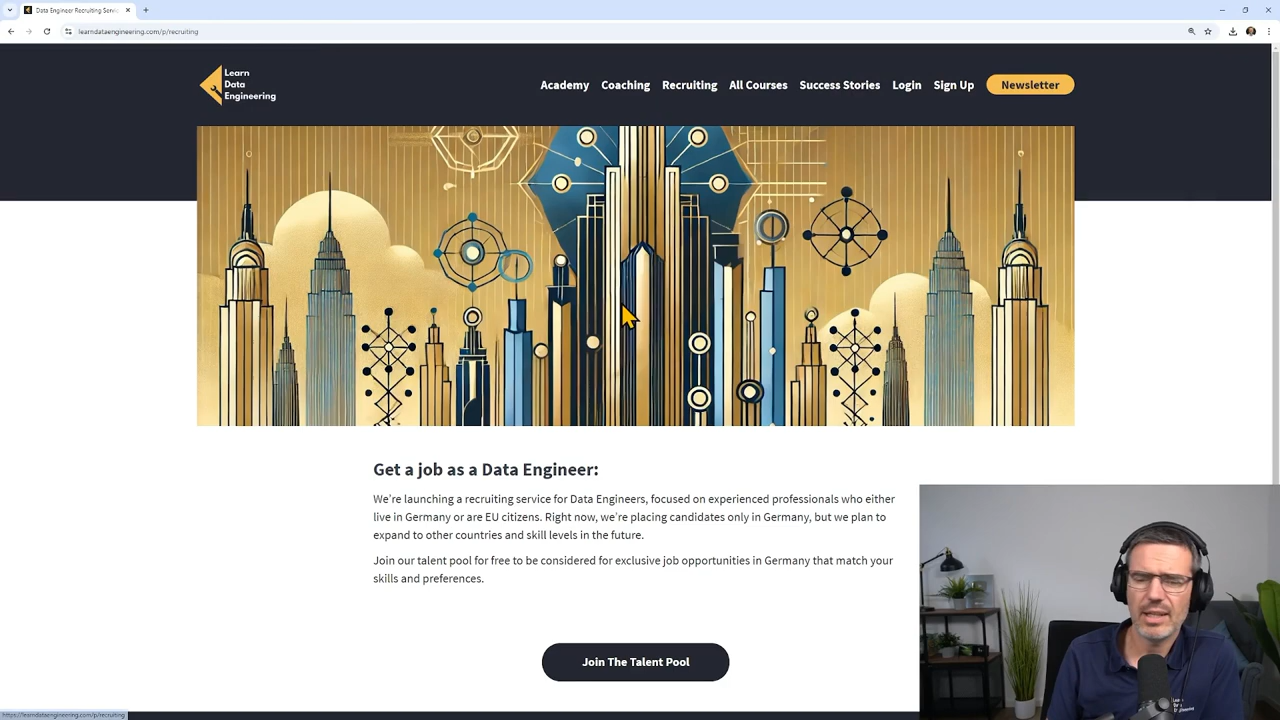 Data Engineer Recruiting Servi
learndataengineering.com/p/recruiting
Learn
Data
Engineering
Academy
Coaching
Recruiting
All Courses
Success Stories
Login
Sign Up
Newsletter
Get a job as a Data Engineer:
We're launching a recruiting service for Data Engineers, focused on experienced professionals who either
live in Germany or are EU citizens. Right now, we're placing candidates only in Germany, but we plan to
expand to other countries and skill levels in the future.
Join our talent pool for free to be considered for exclusive job opportunities in Germany that match your
skills and preferences.
Join The Talent Pool
https://learndataengineering.com/p/recruiting